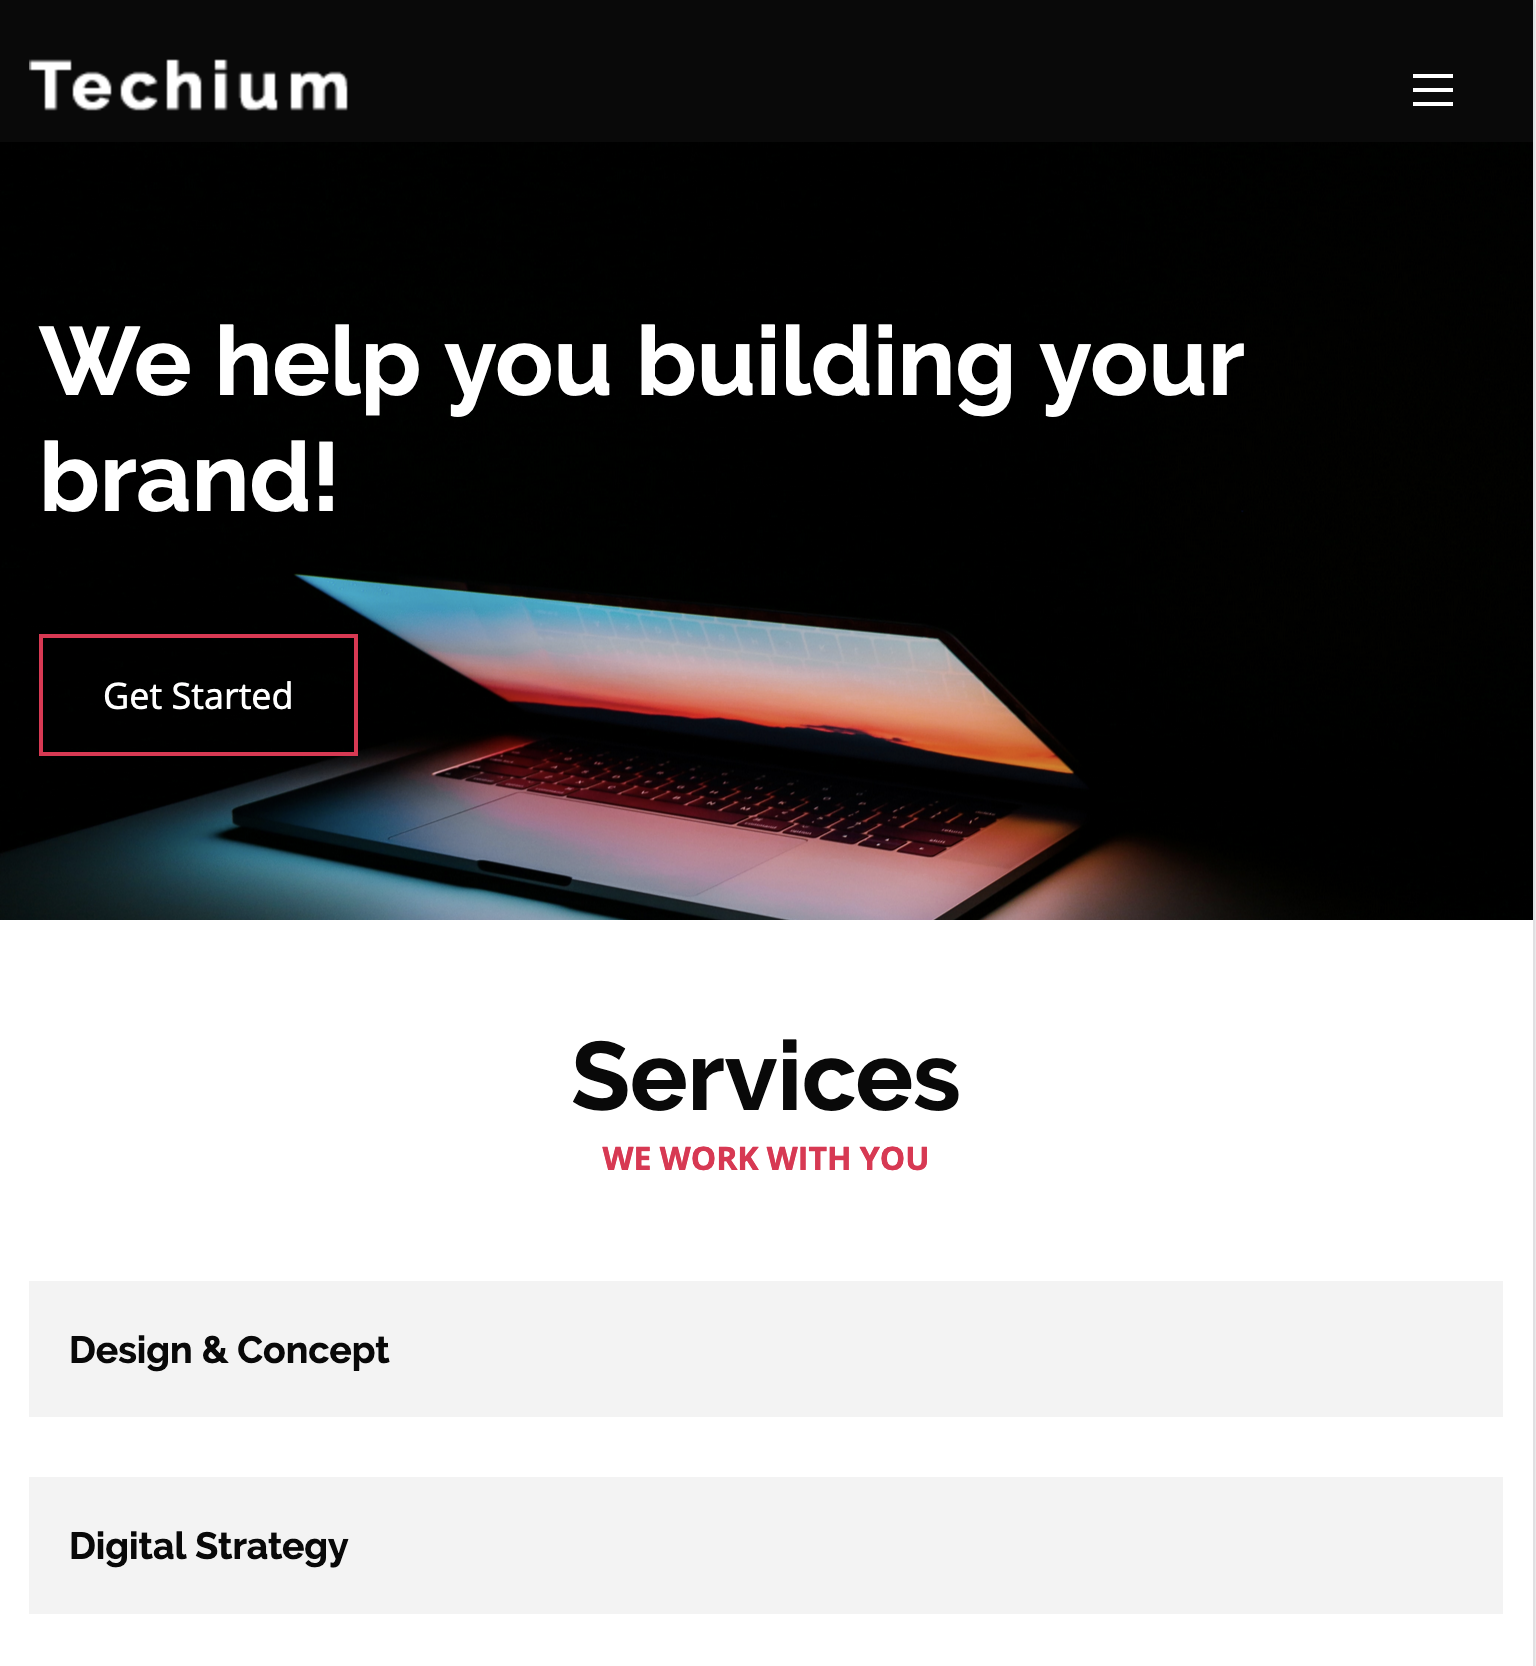 Techium
We help you building your
brand!
Get Started
Services
WE WORK WITH YOU
Design & Concept
Digital Strategy